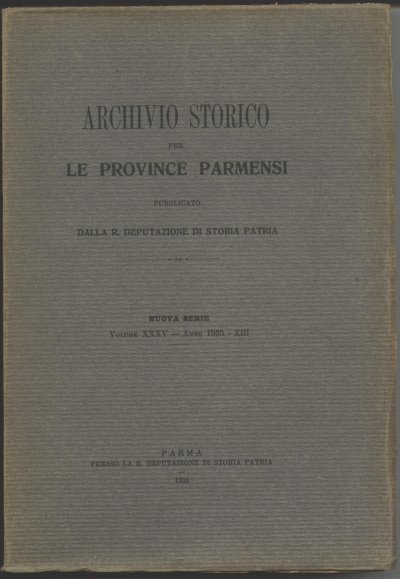 ARCHIVIO STORICO
PER
LE PROVINCE PARMENSI
PUBBLICATO
DALLA R. DEPUTAZIONE DI STORIA PATRIA
NUOVA SERIE
VOLUME XXXV — ANNO 1935 - XIII
PARMA
PRESSO LA R. DEPUTAZIONE DI STORIA PATRIA
1935